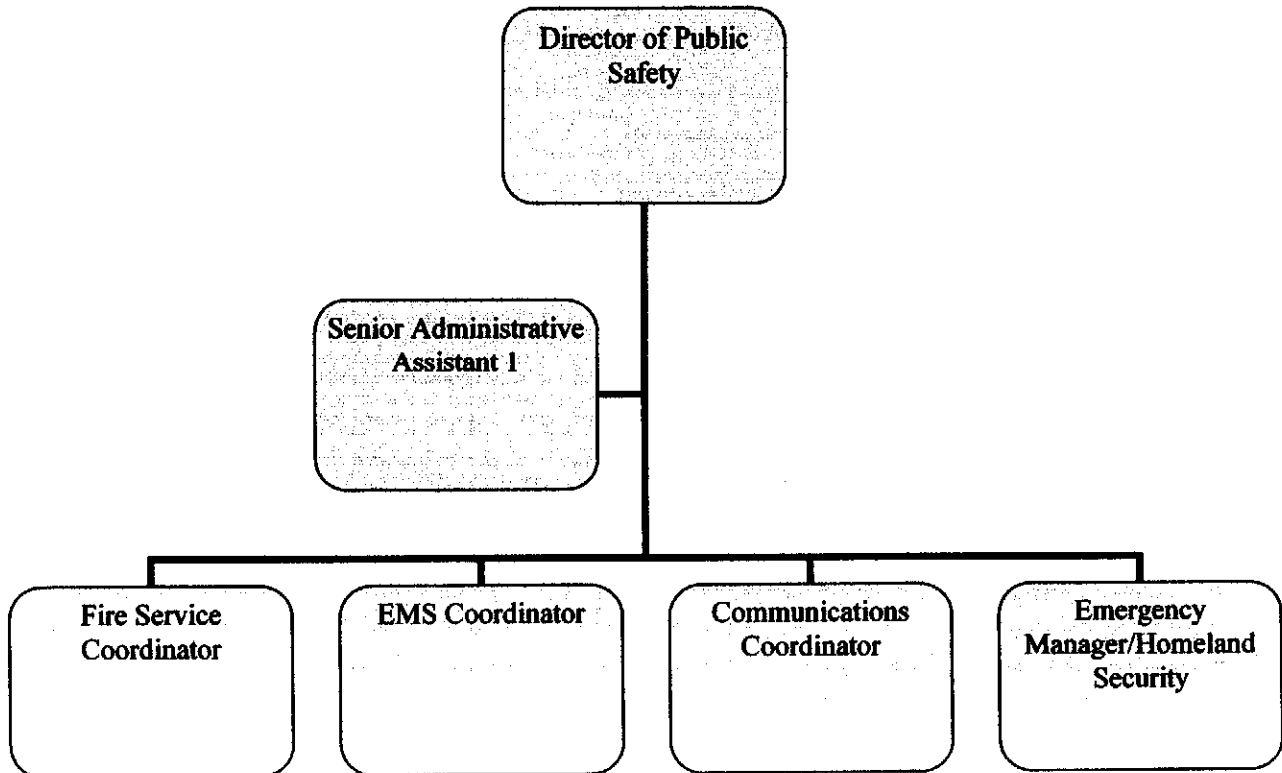 Director of Public
Safety
Senior Administrative
Assistant 1
Fire Service
Coordinator
EMS Coordinator
Communications
Coordinator
Emergency
Manager/Homeland
Security